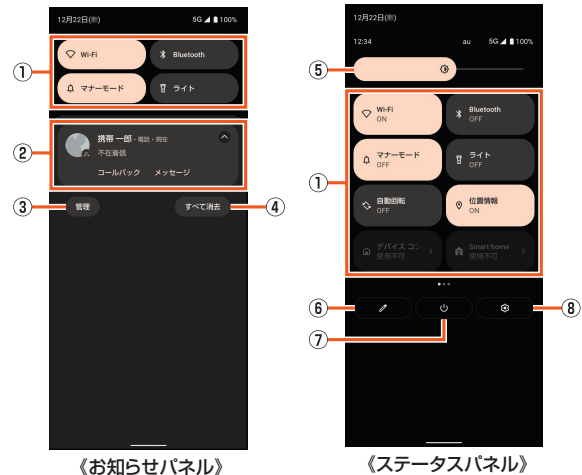 12月22日(㊗) 5G 100%
① Wi-Fi Bluetooth
マナーモード ライト
② 携帯 一郎・電話・現在
不在着信
コールバック メッセージ
③ 管理 すべて消去 ④
《お知らせパネル》
12月22日(㊗)
12:34 au 5G 100%
⑤
① Wi-Fi ON Bluetooth OFF
マナーモード OFF ライト OFF
自動回転 OFF 位置情報 ON
デバイス コン 使用不可 Smart home 使用不可
⑥ ⑧
⑦
《ステータスパネル》